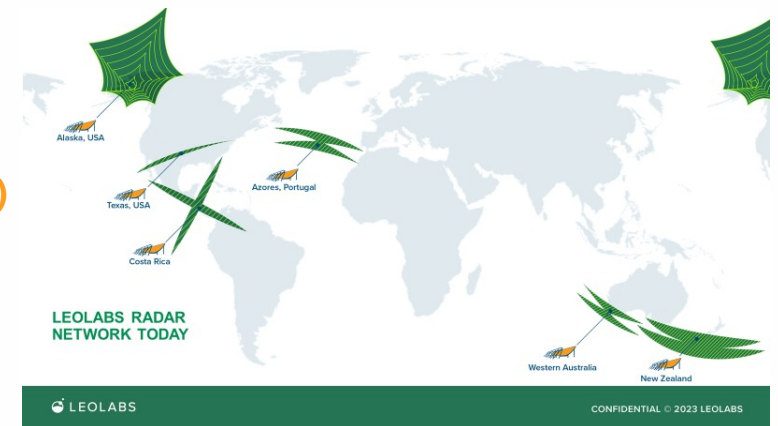 Alaska, USA
Texas, USA
Azores, Portugal
Costa Rica
LEOLABS RADAR
NETWORK TODAY
Western Australia
New Zealand
LEOLABS
CONFIDENTIAL © 2023 LEOLABS